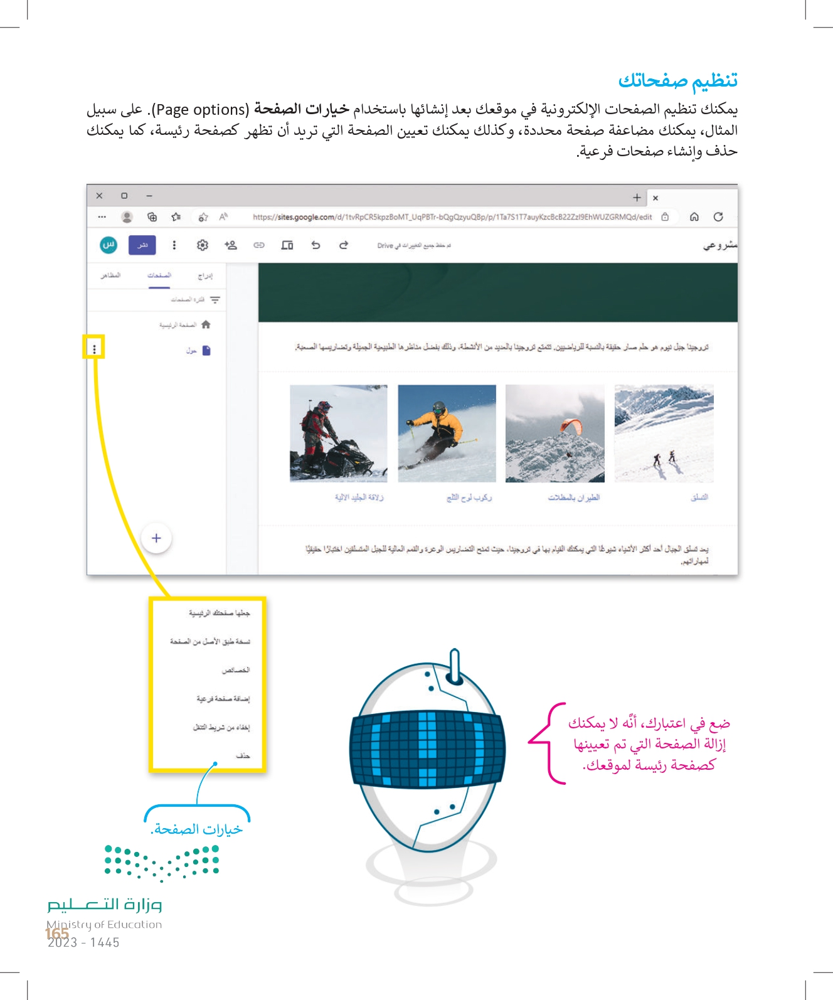 تنظيم صفحاتك
يمكنك تنظيم الصفحات الإلكترونية في موقعك بعد إنشائها باستخدام خيارات الصفحة (Page options). على سبيل
المثال، يمكنك مضاعفة صفحة محددة، وكذلك يمكنك تعيين الصفحة التي تريد أن تظهر كصفحة رئيسة، كما يمكنك
حذف وإنشاء صفحات فرعية.
https://sites.google.com/d/1tvRpCR5kpzBoMT_UqPBTr-bQgQzyuQBp/p/1Ta7S1T7auyKzcBcB22ZzI9EhWUZGRMQd/edit
مشروعي
تم حفظ جميع التغييرات في Drive
نشر
س
إدراج
الصفحات
المظاهر
فلترة الصفحات
الصفحة الرئيسية
حول
تروجينا جبل نيوم هو حلم صار حقيقة بالنسبة للرياضيين. تتمتع تروجينا بالعديد من الأنشطة، وذلك بفضل مناظرها الطبيعية الجميلة وتضاريسها الصعبة.
التسلق
الطيران بالمظلات
ركوب لوح الثلج
زلاقة الجليد الآلية
يعد تسلق الجبال أحد أكثر الأشياء شيوعًا التي يمكنك القيام بها في تروجينا، حيث تمنح التضاريس الوعرة والقمم العالية للجبل المتسلقين اختبارًا حقيقيًا
لمهاراتهم.
جعلها صفحتك الرئيسية
نسخة طبق الأصل من الصفحة
الخصائص
إضافة صفحة فرعية
إخفاء من شريط التنقل
حذف
خيارات الصفحة.
ضع في اعتبارك، أنَّه لا يمكنك
إزالة الصفحة التي تم تعيينها
كصفحة رئيسة لموقعك.
وزارة التعليم
Ministry of Education
165
2023 - 1445